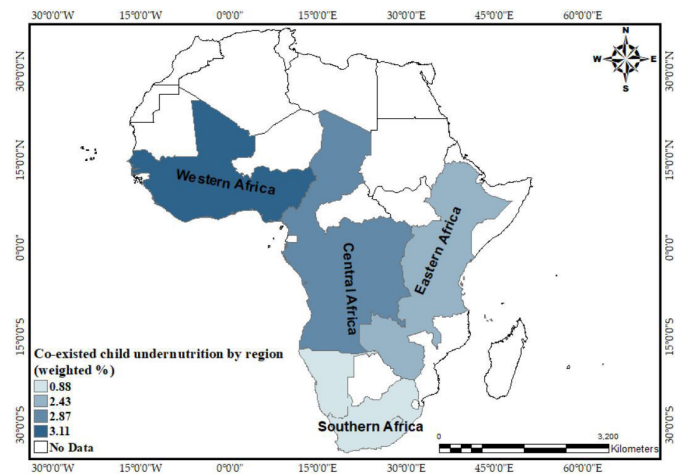 30°0'0"W 15°0'0"W 0°0'0" 15°0'0"E 30°0'0"E 45°0'0"E 60°0'0"E
N
W E
S
30°0'0"N 30°0'0"N
15°0'0"N 15°0'0"N
Western Africa
Eastern Africa
0°0'0" 0°0'0"
Central Africa
15°0'0"S 15°0'0"S
Co-existed child undernutrition by region
(weighted %)
0.88
2.43
2.87
3.11
No Data
Southern Africa
30°0'0"S 30°0'0"S
0 3,200
Kilometers
30°0'0"W 15°0'0"W 0°0'0" 15°0'0"E 30°0'0"E 45°0'0"E 60°0'0"E